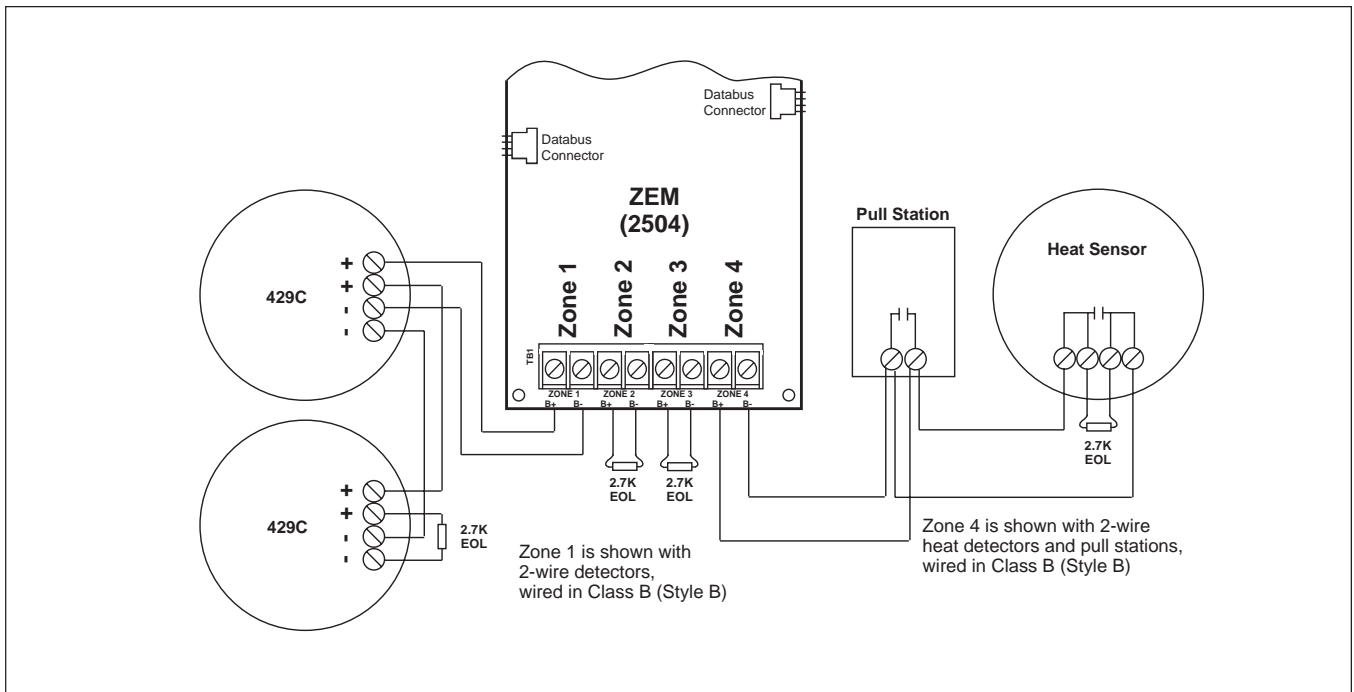 Databus
Connector
Databus
Connector
ZEM
(2504)
Zone 1
Zone 2
Zone 3
Zone 4
TB1
ZONE 1
ZONE 2
ZONE 3
ZONE 4
B+ B- B+ B- B+ B- B+ B-
429C
+
+
-
-
429C
+
+
-
-
2.7K
EOL
2.7K
EOL
2.7K
EOL
Zone 1 is shown with
2-wire detectors,
wired in Class B (Style B)
Pull Station
Heat Sensor
2.7K
EOL
Zone 4 is shown with 2-wire
heat detectors and pull stations,
wired in Class B (Style B)